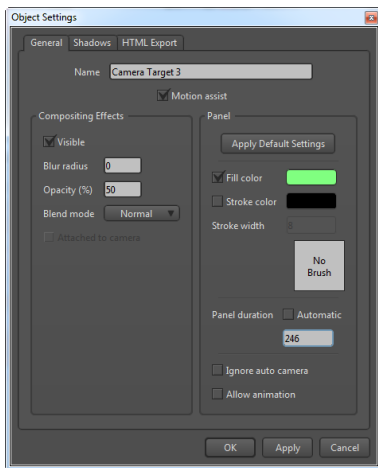 Object Settings
General Shadows HTML Export
Name Camera Target 3
Motion assist
Compositing Effects
Visible
Blur radius 0
Opacity (%) 50
Blend mode Normal
Attached to camera
Panel
Apply Default Settings
Fill color
Stroke color
Stroke width
No
Brush
Panel duration Automatic
246
Ignore auto camera
Allow animation
OK Apply Cancel